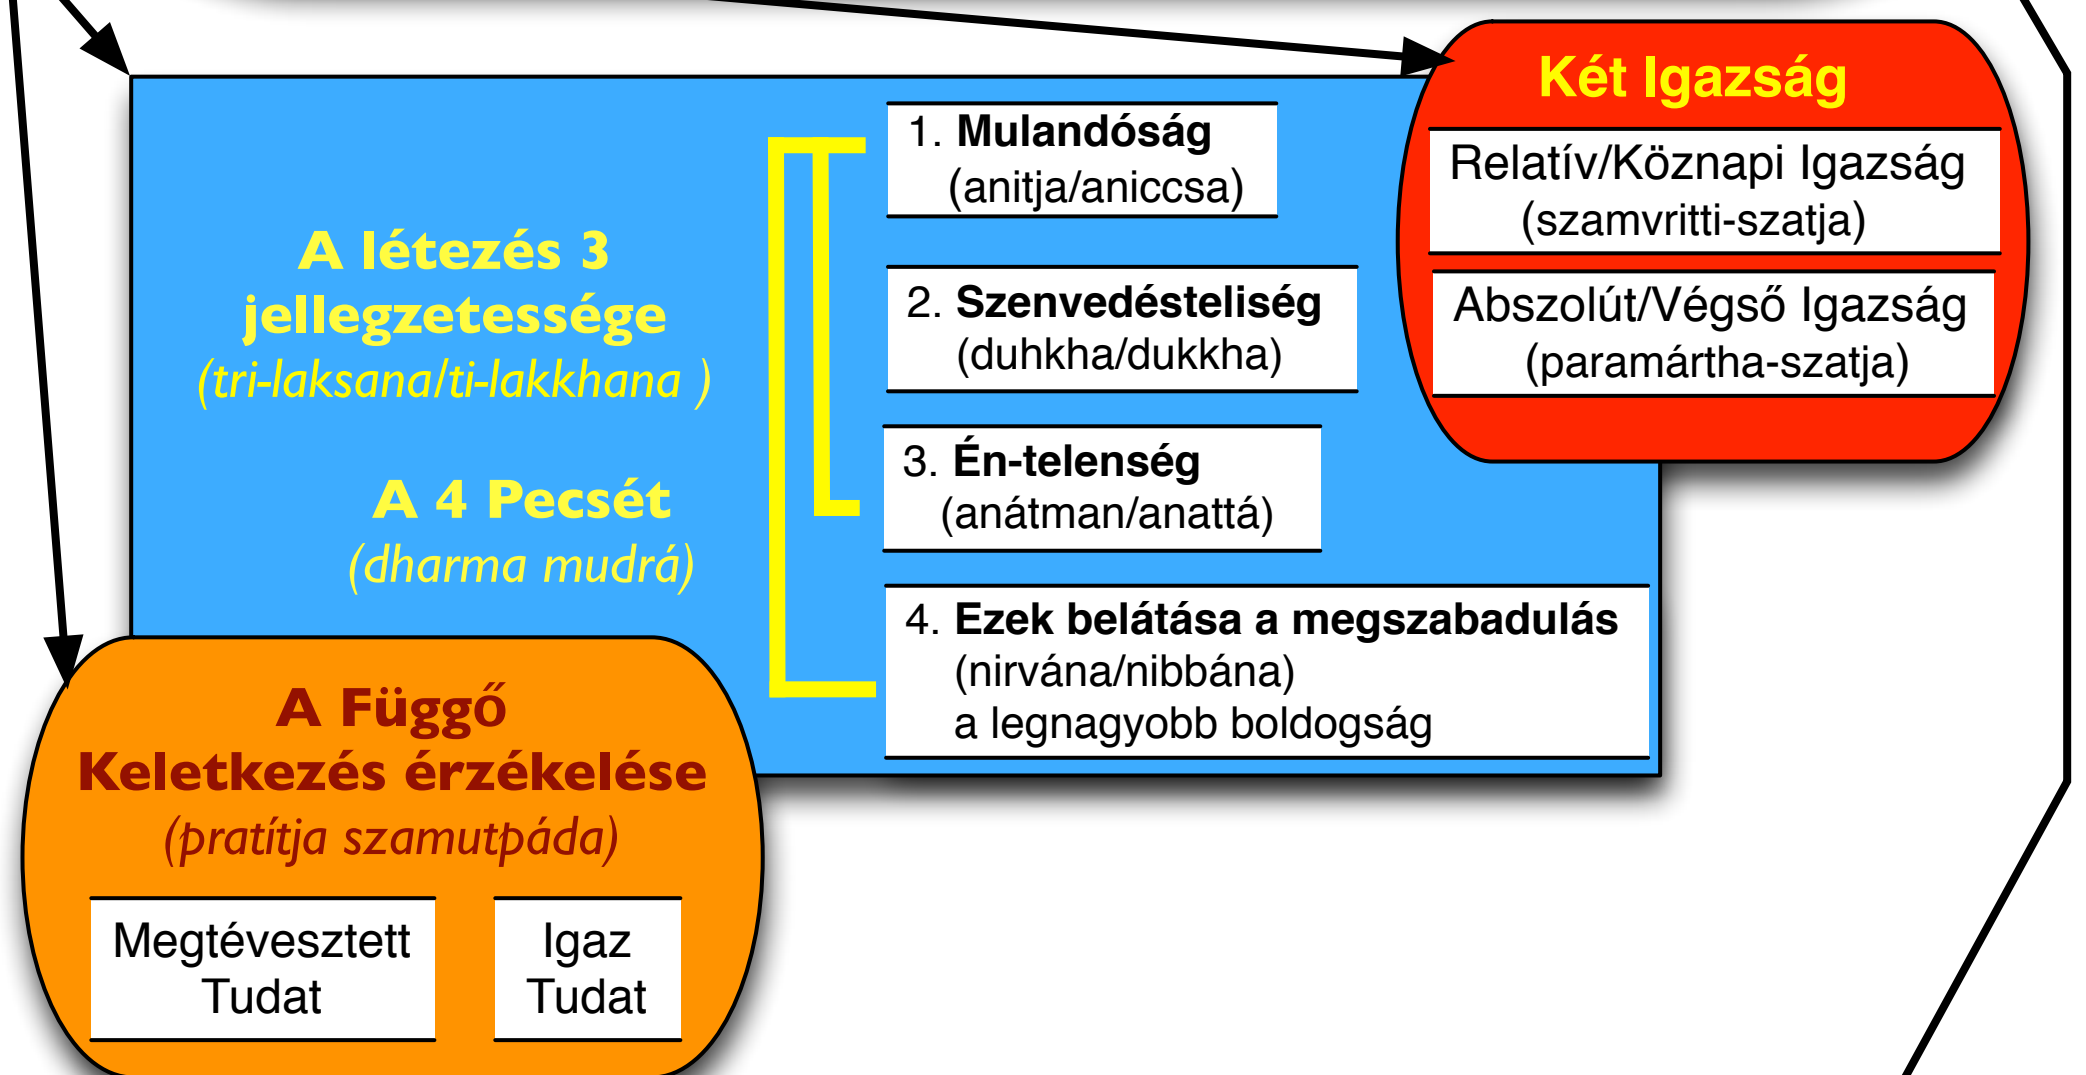 Két Igazság
Relatív/Köznapi Igazság
(szamvritti-szatja)
Abszolút/Végső Igazság
(paramártha-szatja)
A létezés 3
jellegzetessége
(tri-laksana/ti-lakkhana )
A 4 Pecsét
(dharma mudrá)
1. Mulandóság
(anitja/aniccsa)
2. Szenvedésteliség
(duhkha/dukkha)
3. Én-telenség
(anátman/anattá)
4. Ezek belátása a megszabadulás
(nirvána/nibbána)
a legnagyobb boldogság
A Függő
Keletkezés érzékelése
(pratítja szamutpáda)
Megtévesztett
Tudat
Igaz
Tudat